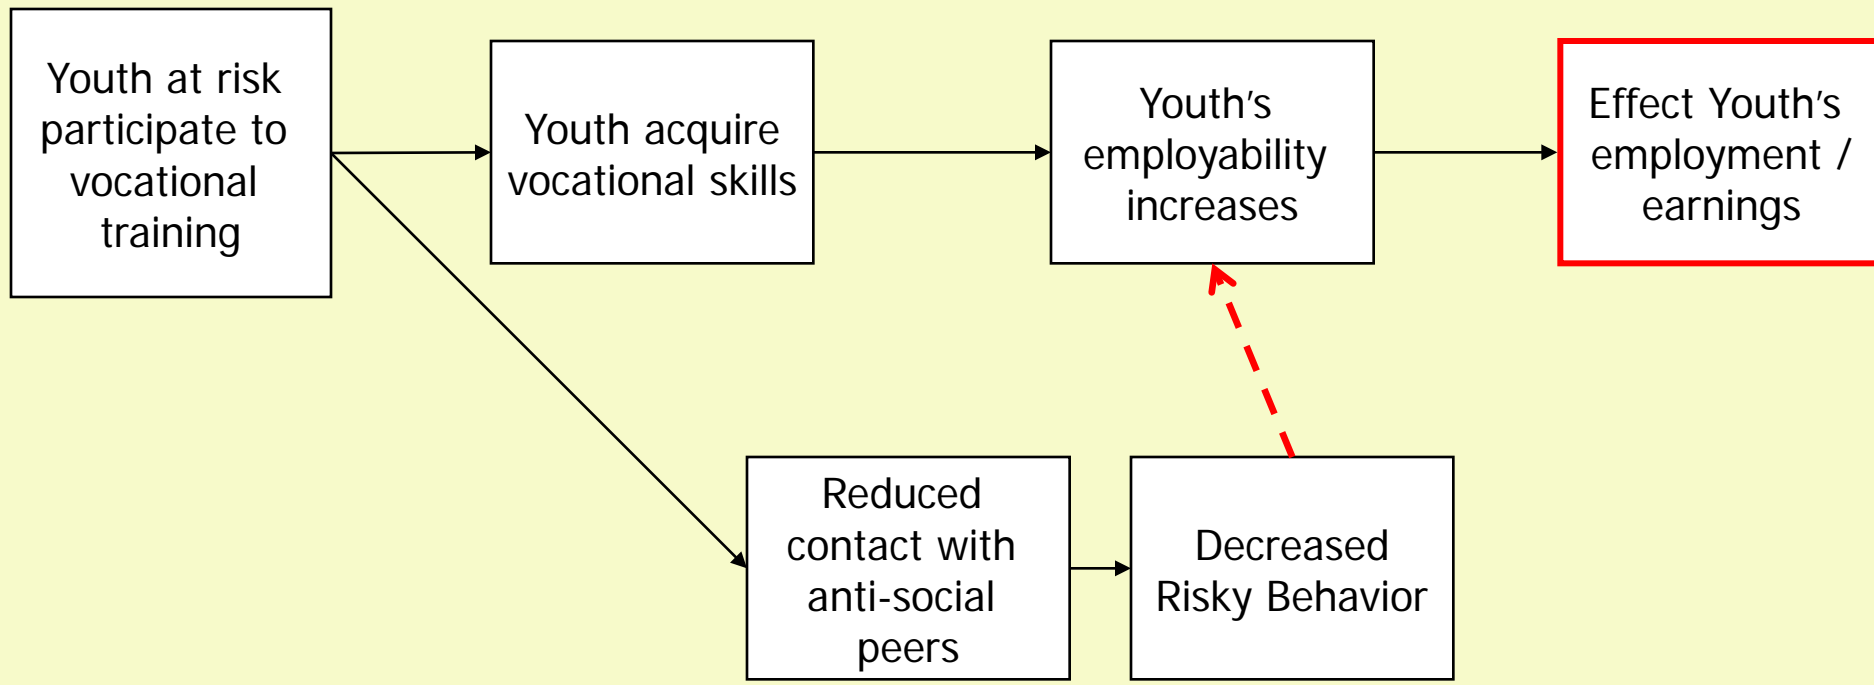 Youth at risk
participate to
vocational
training
Youth acquire
vocational skills
Youth’s
employability
increases
Effect Youth’s
employment /
earnings
Reduced
contact with
anti-social
peers
Decreased
Risky Behavior